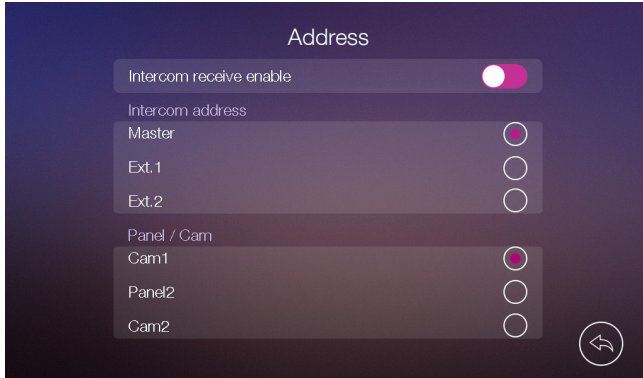 Address
Intercom receive enable
Intercom address
Master
Ext.1
Ext.2
Panel / Cam
Cam1
Panel2
Cam2